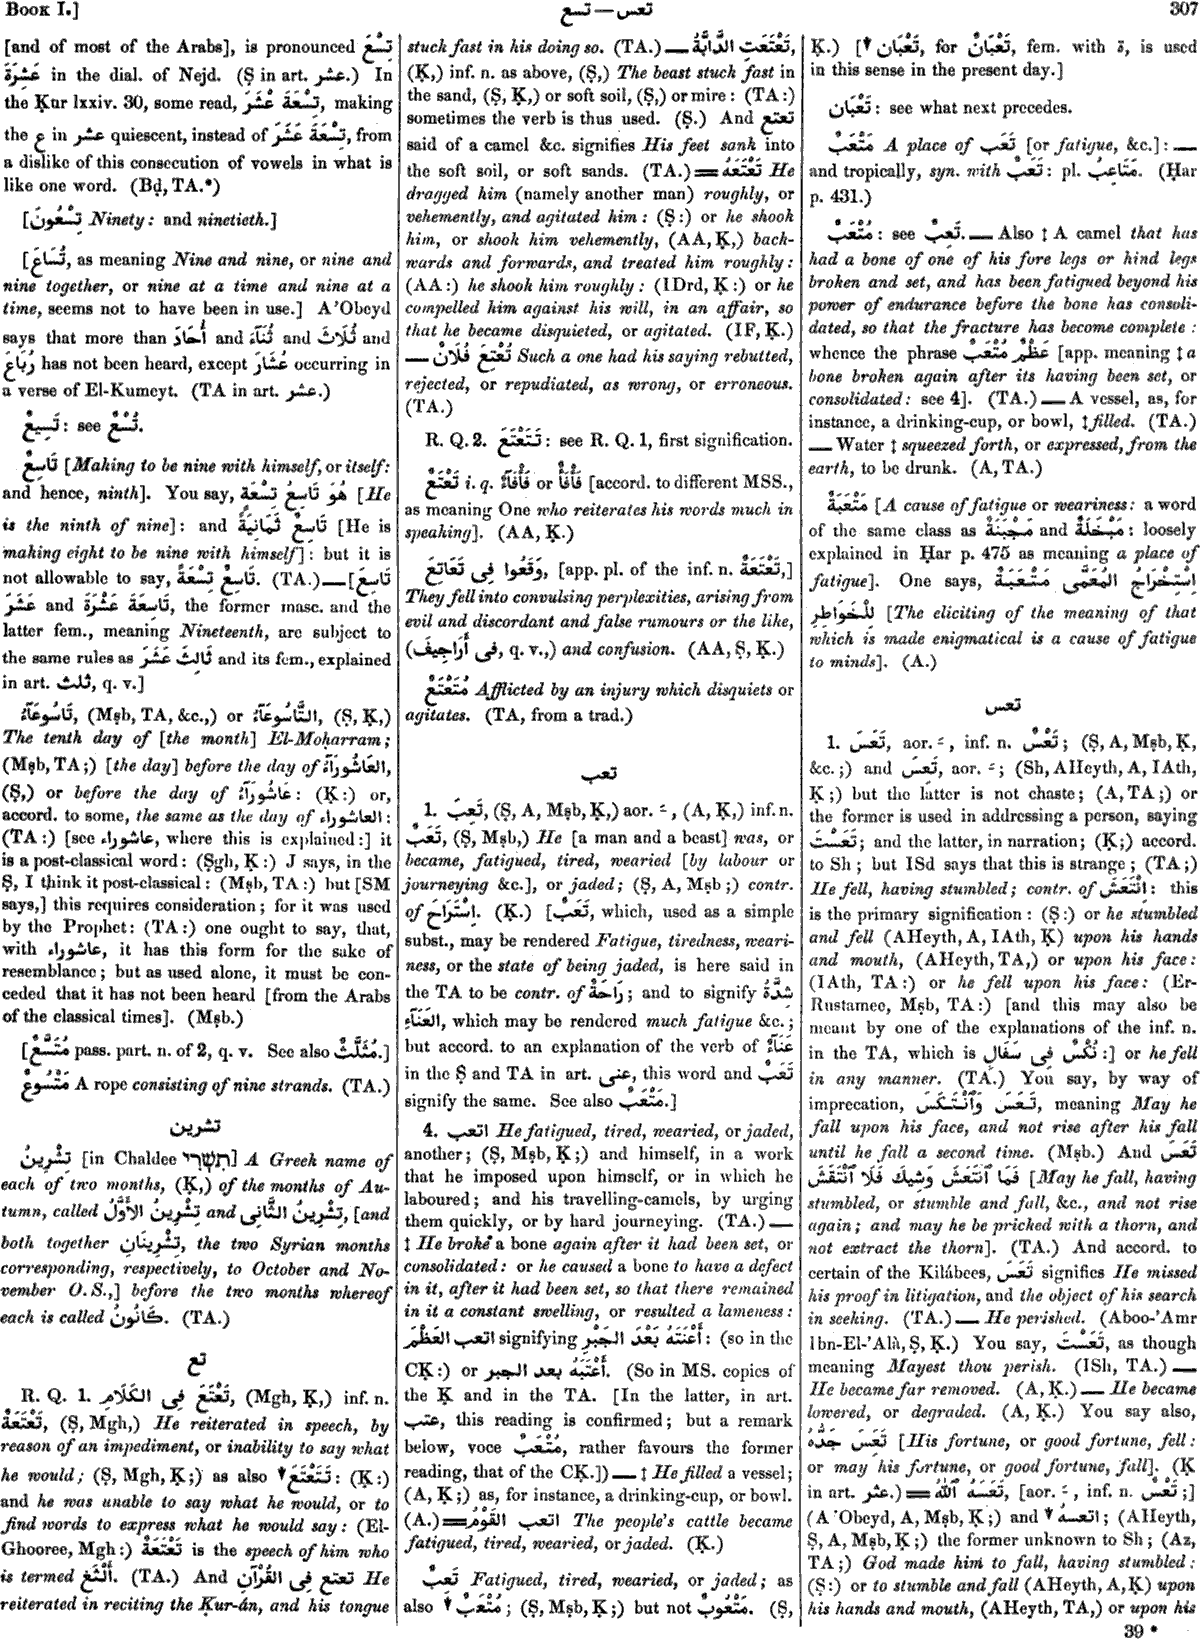 Book I.]
تعس — تسع
307
[and of most of the Arabs], is pronounced تِسْعَ
عَشِرَةَ in the dial. of Nejd. (Ṣ in art. عشر.) In
the Ḳur lxxiv. 30, some read, تِسْعَةَ عْشَرَ, making
the ع in عشر quiescent, instead of تِسْعَةَ عَشَرَ, from
a dislike of this consecution of vowels in what is
like one word. (Bḍ, TA.*)
[تِسْعُونَ Ninety: and ninetieth.]
[تُسَاعَ, as meaning Nine and nine, or nine and
nine together, or nine at a time and nine at a
time, seems not to have been in use.] A'Obeyd
says that more than أُحَادَ and ثُنَآءَ and ثُلَاثَ and
رُبَاعَ has not been heard, except عُشَارَ occurring in
a verse of El-Kumeyt. (TA in art. عشر.)
تَسِيعٌ: see تُسْعٌ.
تَاسِعٌ [Making to be nine with himself, or itself:
and hence, ninth]. You say, هُوَ تَاسِعُ تِسْعَةٍ [He
is the ninth of nine]: and تَاسِعٌ ثَمَانِيَةً [He is
making eight to be nine with himself]: but it is
not allowable to say, تَاسِعٌ تِسْعَةً. (TA.) — [تَاسِعَ
عَشَرَ and تَاسِعَةَ عَشْرَةَ, the former masc. and the
latter fem., meaning Nineteenth, are subject to
the same rules as ثَالِثَ عَشَرَ and its fem., explained
in art. ثلث, q. v.]
تَاسُوعَآءُ, (Mṣb, TA, &c.,) or التَّاسُوعَآءُ, (Ṣ, Ḳ,)
The tenth day of [the month] El-Moḥarram;
(Mṣb, TA;) [the day] before the day of العَاشُورَآءُ,
(Ṣ,) or before the day of عَاشُورَآءُ: (Ḳ:) or,
accord. to some, the same as the day of العاشوراء:
(TA:) [see عاشوراء, where this is explained:] it
is a post-classical word: (Ṣgh, Ḳ:) J says, in the
Ṣ, I think it post-classical: (Mṣb, TA:) but [SM
says,] this requires consideration; for it was used
by the Prophet: (TA:) one ought to say, that,
with عاشوراء, it has this form for the sake of
resemblance; but as used alone, it must be con-
ceded that it has not been heard [from the Arabs
of the classical times]. (Mṣb.)
[مُتَسَّعٌ pass. part. n. of 2, q. v. See also مُثَلَّثٌ.]
مَتْسُوعٌ A rope consisting of nine strands. (TA.)
تشرين
تِشْرِينُ [in Chaldee תִּשְׁרִי] A Greek name of
each of two months, (Ḳ,) of the months of Au-
tumn, called تِشْرِينُ الأَوَّلُ and تِشْرِينُ الثَّانِى, [and
both together تِشْرِينَانِ, the two Syrian months
corresponding, respectively, to October and No-
vember O. S.,] before the two months whereof
each is called كَانُونُ. (TA.)
تع
R. Q. 1. تَعْتَعَ فِى الكَلَامِ, (Mgh, Ḳ,) inf. n.
تَعْتَعَةٌ, (Ṣ, Mgh,) He reiterated in speech, by
reason of an impediment, or inability to say what
he would; (Ṣ, Mgh, Ḳ;) as also ↓ تَتَعْتَعَ: (Ḳ:)
and he was unable to say what he would, or to
find words to express what he would say: (El-
Ghooree, Mgh:) تَعْتَعَةٌ is the speech of him who
is termed أَلْثَغ. (TA.) And تعتع فِى القُرْآنِ He
reiterated in reciting the Ḳur-án, and his tongue
stuck fast in his doing so. (TA.) — تَعْتَعَتِ الدَّابَّةُ,
(Ḳ,) inf. n. as above, (Ṣ,) The beast stuck fast in
the sand, (Ṣ, Ḳ,) or soft soil, (Ṣ,) or mire: (TA:)
sometimes the verb is thus used. (Ṣ.) And تعتع
said of a camel &c. signifies His feet sank into
the soft soil, or soft sands. (TA.) = تَعْتَعَهُ He
dragged him (namely another man) roughly, or
vehemently, and agitated him: (Ṣ:) or he shook
him, or shook him vehemently, (AA, Ḳ,) back-
wards and forwards, and treated him roughly:
(AA:) he shook him roughly: (IDrd, Ḳ:) or he
compelled him against his will, in an affair, so
that he became disquieted, or agitated. (IF, Ḳ.)
— تُعْتِعَ فُلَانٌ Such a one had his saying rebutted,
rejected, or repudiated, as wrong, or erroneous.
(TA.)
R. Q. 2. تَتَعْتَعَ: see R. Q. 1, first signification.
تَعْتَعٌ i. q. فَأْفَآءٌ or فَأْفَأٌ [accord. to different MSS.,
as meaning One who reiterates his words much in
speaking]. (AA, Ḳ.)
وَقَعُوا فِى تَعَاتِعَ, [app. pl. of the inf. n. تَعْتَعَةٌ,]
They fell into convulsing perplexities, arising from
evil and discordant and false rumours or the like,
(فِى أَرَاجِيفَ, q. v.,) and confusion. (AA, Ṣ, Ḳ.)
مُتَعْتَعٌ Afflicted by an injury which disquiets or
agitates. (TA, from a trad.)
تعب
1. تَعِبَ, (Ṣ, A, Mṣb, Ḳ,) aor. ـَ, (A, Ḳ,) inf. n.
تَعَبٌ, (Ṣ, Mṣb,) He [a man and a beast] was, or
became, fatigued, tired, wearied [by labour or
journeying &c.], or jaded; (Ṣ, A, Mṣb;) contr.
of اِسْتَرَاحَ. (Ḳ.) [تَعَبٌ, which, used as a simple
subst., may be rendered Fatigue, tiredness, weari-
ness, or the state of being jaded, is here said in
the TA to be contr. of رَاحَةٌ; and to signify شِدَّةُ
العَنَآءِ, which may be rendered much fatigue &c.;
but accord. to an explanation of the verb of عَنَآءٌ
in the Ṣ and TA in art. عنى, this word and تَعَبٌ
signify the same. See also مَتْعَبٌ.]
4. اتعب He fatigued, tired, wearied, or jaded,
another; (Ṣ, Mṣb, Ḳ;) and himself, in a work
that he imposed upon himself, or in which he
laboured; and his travelling-camels, by urging
them quickly, or by hard journeying. (TA.) —
‡ He broke a bone again after it had been set, or
consolidated: or he caused a bone to have a defect
in it, after it had been set, so that there remained
in it a constant swelling, or resulted a lameness:
اتعب العَظْمَ signifying أَعْنَتَهُ بَعْدَ الجَبْرِ: (so in the
CḲ:) or أَعْتَبَهُ بعد الجبر. (So in MS. copies of
the Ḳ and in the TA. [In the latter, in art.
عتب, this reading is confirmed; but a remark
below, voce مُتْعَبٌ, rather favours the former
reading, that of the CḲ.]) — ‡ He filled a vessel;
(A, Ḳ;) as, for instance, a drinking-cup, or bowl.
(A.) = اتعب القَوْمُ The people's cattle became
fatigued, tired, wearied, or jaded. (Ḳ.)
تَعِبٌ Fatigued, tired, wearied, or jaded; as
also ↓ مُتْعَبٌ; (Ṣ, Mṣb, Ḳ;) but not مَتْعُوبٌ. (Ṣ,
Ḳ.) [↓ تَعْبَان, for تَعْبَانٌ, fem. with ة, is used
in this sense in the present day.]
تَعْبَان: see what next precedes.
مَتْعَبٌ A place of تَعَب [or fatigue, &c.]: —
and tropically, syn. with تَعَبٌ: pl. مَتَاعِبُ. (Ḥar
p. 431.)
مُتْعَبٌ: see تَعِبٌ. — Also ‡ A camel that has
had a bone of one of his fore legs or hind legs
broken and set, and has been fatigued beyond his
power of endurance before the bone has consoli-
dated, so that the fracture has become complete:
whence the phrase عَظْمٌ مُتْعَبٌ [app. meaning ‡ a
bone broken again after its having been set, or
consolidated: see 4]. (TA.) — A vessel, as, for
instance, a drinking-cup, or bowl, ‡ filled. (TA.)
— Water ‡ squeezed forth, or expressed, from the
earth, to be drunk. (A, TA.)
مَتْعَبَةٌ [A cause of fatigue or weariness: a word
of the same class as مَجْبَنَةٌ and مَبْخَلَةٌ: loosely
explained in Ḥar p. 475 as meaning a place of
fatigue]. One says, اِسْتِخْرَاجُ المُعَمَّى مَتْعَبَةٌ
لِلْخَوَاطِرِ [The eliciting of the meaning of that
which is made enigmatical is a cause of fatigue
to minds]. (A.)
تعس
1. تَعَسَ, aor. ـَ, inf. n. تَعْسٌ; (Ṣ, A, Mṣb, Ḳ,
&c.;) and تَعِسَ, aor. ـَ; (Sh, AHeyth, A, IAth,
Ḳ;) but the latter is not chaste; (A, TA;) or
the former is used in addressing a person, saying
تَعَسْتَ; and the latter, in narration; (Ḳ;) accord.
to Sh; but ISd says that this is strange; (TA;)
He fell, having stumbled; contr. of اِنْتَعَشَ: this
is the primary signification: (Ṣ:) or he stumbled
and fell (AHeyth, A, IAth, Ḳ) upon his hands
and mouth, (AHeyth, TA,) or upon his face:
(IAth, TA:) or he fell upon his face: (Er-
Rustamee, Mṣb, TA:) [and this may also be
meant by one of the explanations of the inf. n.
in the TA, which is نُكْسٌ فِى سَفَالٍ:] or he fell
in any manner. (TA.) You say, by way of
imprecation, تَعَسَ وَٱنْتَكَسَ, meaning May he
fall upon his face, and not rise after his fall
until he fall a second time. (Mṣb.) And تَعَسَ
فَمَا ٱنْتَعَشَ وَشِيكَ فَلَا ٱنْتَقَشَ [May he fall, having
stumbled, or stumble and fall, &c., and not rise
again; and may he be pricked with a thorn, and
not extract the thorn]. (TA.) And accord. to
certain of the Kilábees, تَعَسَ signifies He missed
his proof in litigation, and the object of his search
in seeking. (TA.) — He perished. (Aboo-'Amr
Ibn-El-'Alà, Ṣ, Ḳ.) You say, تَعَسْتَ, as though
meaning Mayest thou perish. (ISh, TA.) —
He became far removed. (A, Ḳ.) — He became
lowered, or degraded. (A, Ḳ.) You say also,
تَعَسَ جَدُّهُ [His fortune, or good fortune, fell:
or may his fortune, or good fortune, fall]. (Ḳ
in art. عثر.) = تَعَسَهُ ٱللّٰهُ, [aor. ـَ, inf. n. تَعْسٌ;]
(A'Obeyd, A, Mṣb, Ḳ;) and ↓ اتعسهُ; (AHeyth,
Ṣ, A, Mṣb, Ḳ;) the former unknown to Sh; (Az,
TA;) God made him to fall, having stumbled:
(Ṣ:) or to stumble and fall (AHeyth, A, Ḳ) upon
his hands and mouth, (AHeyth, TA,) or upon his
39 *